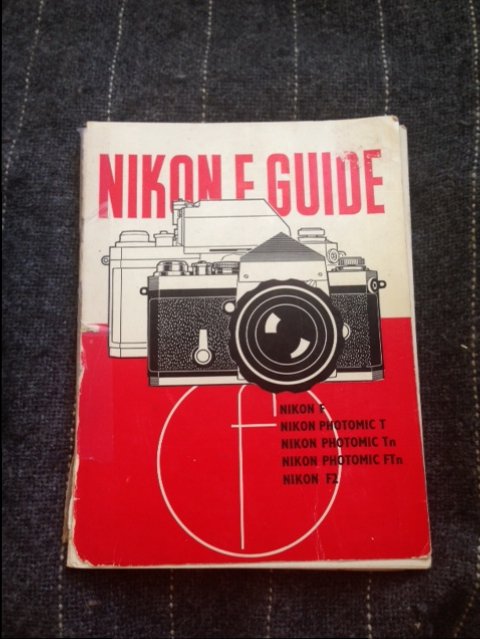 NIKON F GUIDE
f
NIKON F
NIKON PHOTOMIC T
NIKON PHOTOMIC Tn
NIKON PHOTOMIC FTn
NIKON F2